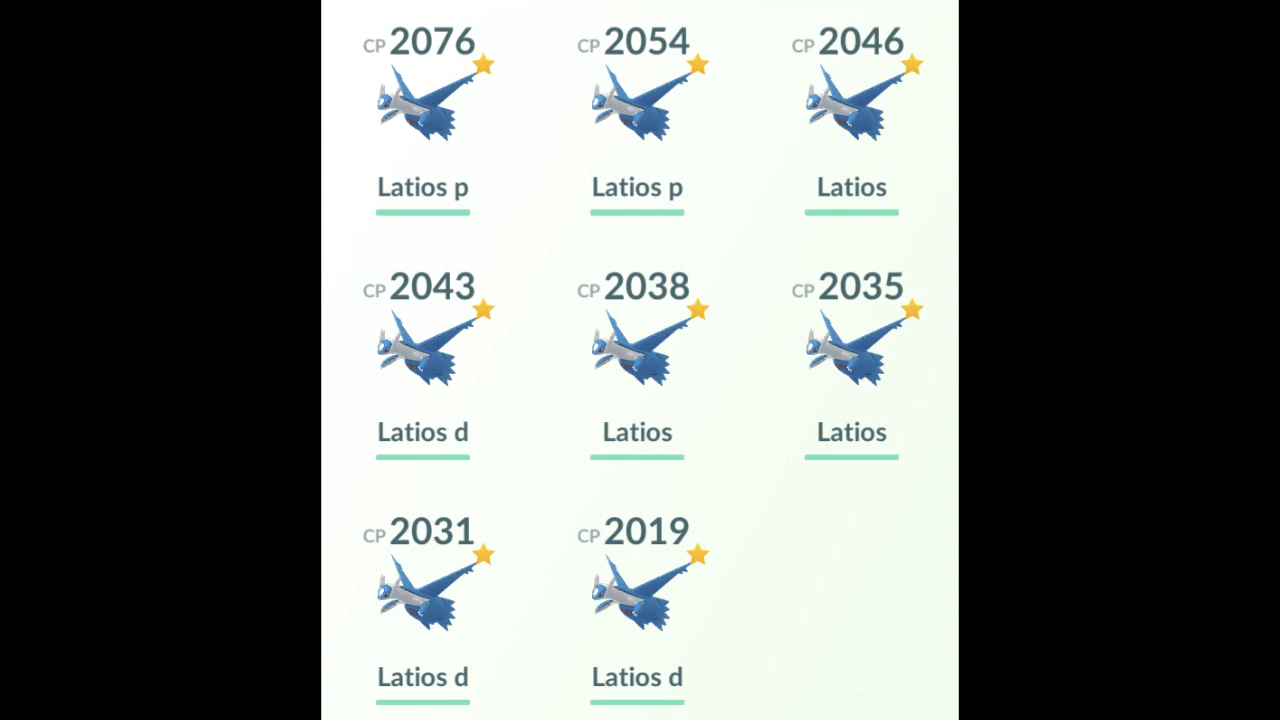 CP 2076 CP 2054 CP 2046
Latios p Latios p Latios
CP 2043 CP 2038 CP 2035
Latios d Latios Latios
CP 2031 CP 2019
Latios d Latios d